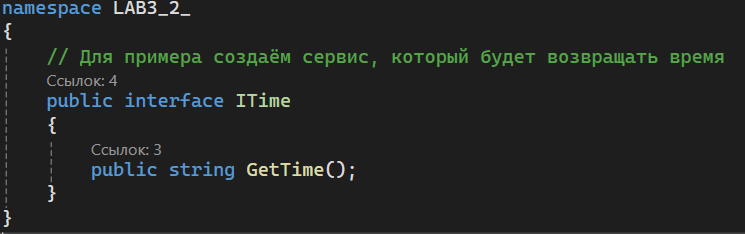 namespace LAB3_2_
{
// Для примера создаём сервис, который будет возвращать время
Ссылок: 4
public interface ITime
{
Ссылок: 3
public string GetTime();
}
}